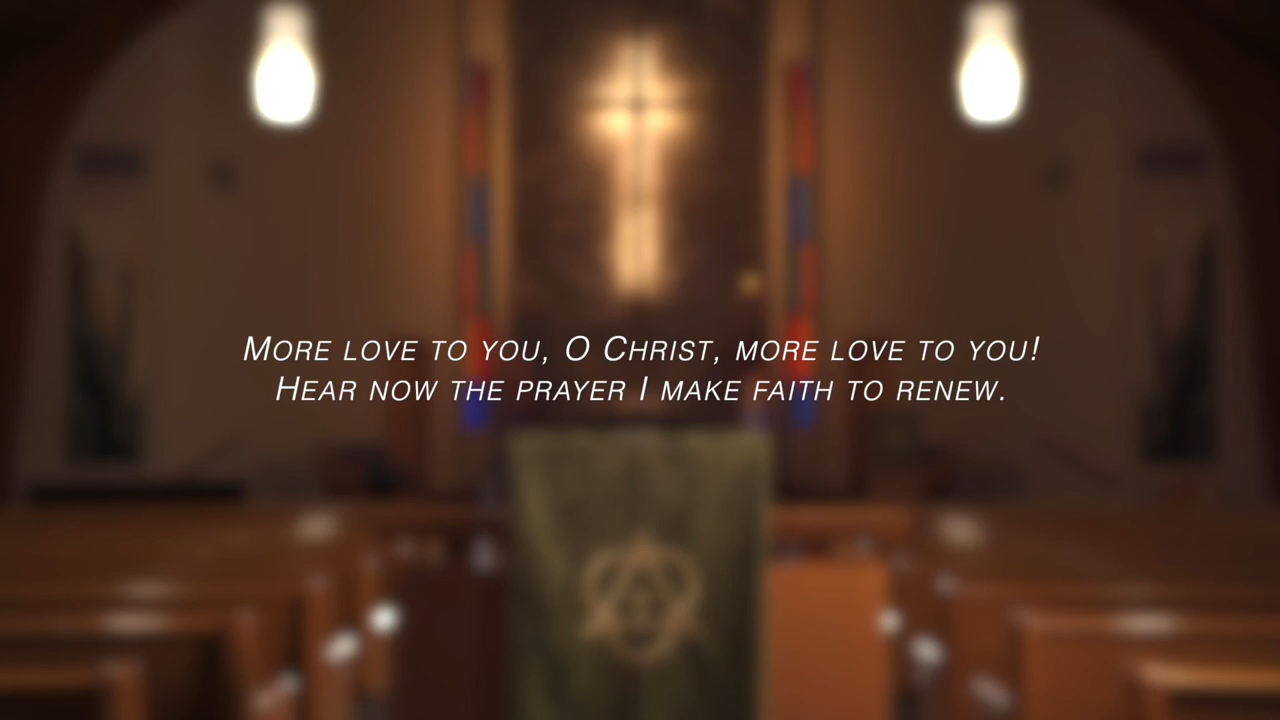 More love to you, O Christ, more love to you!
Hear now the prayer I make faith to renew.